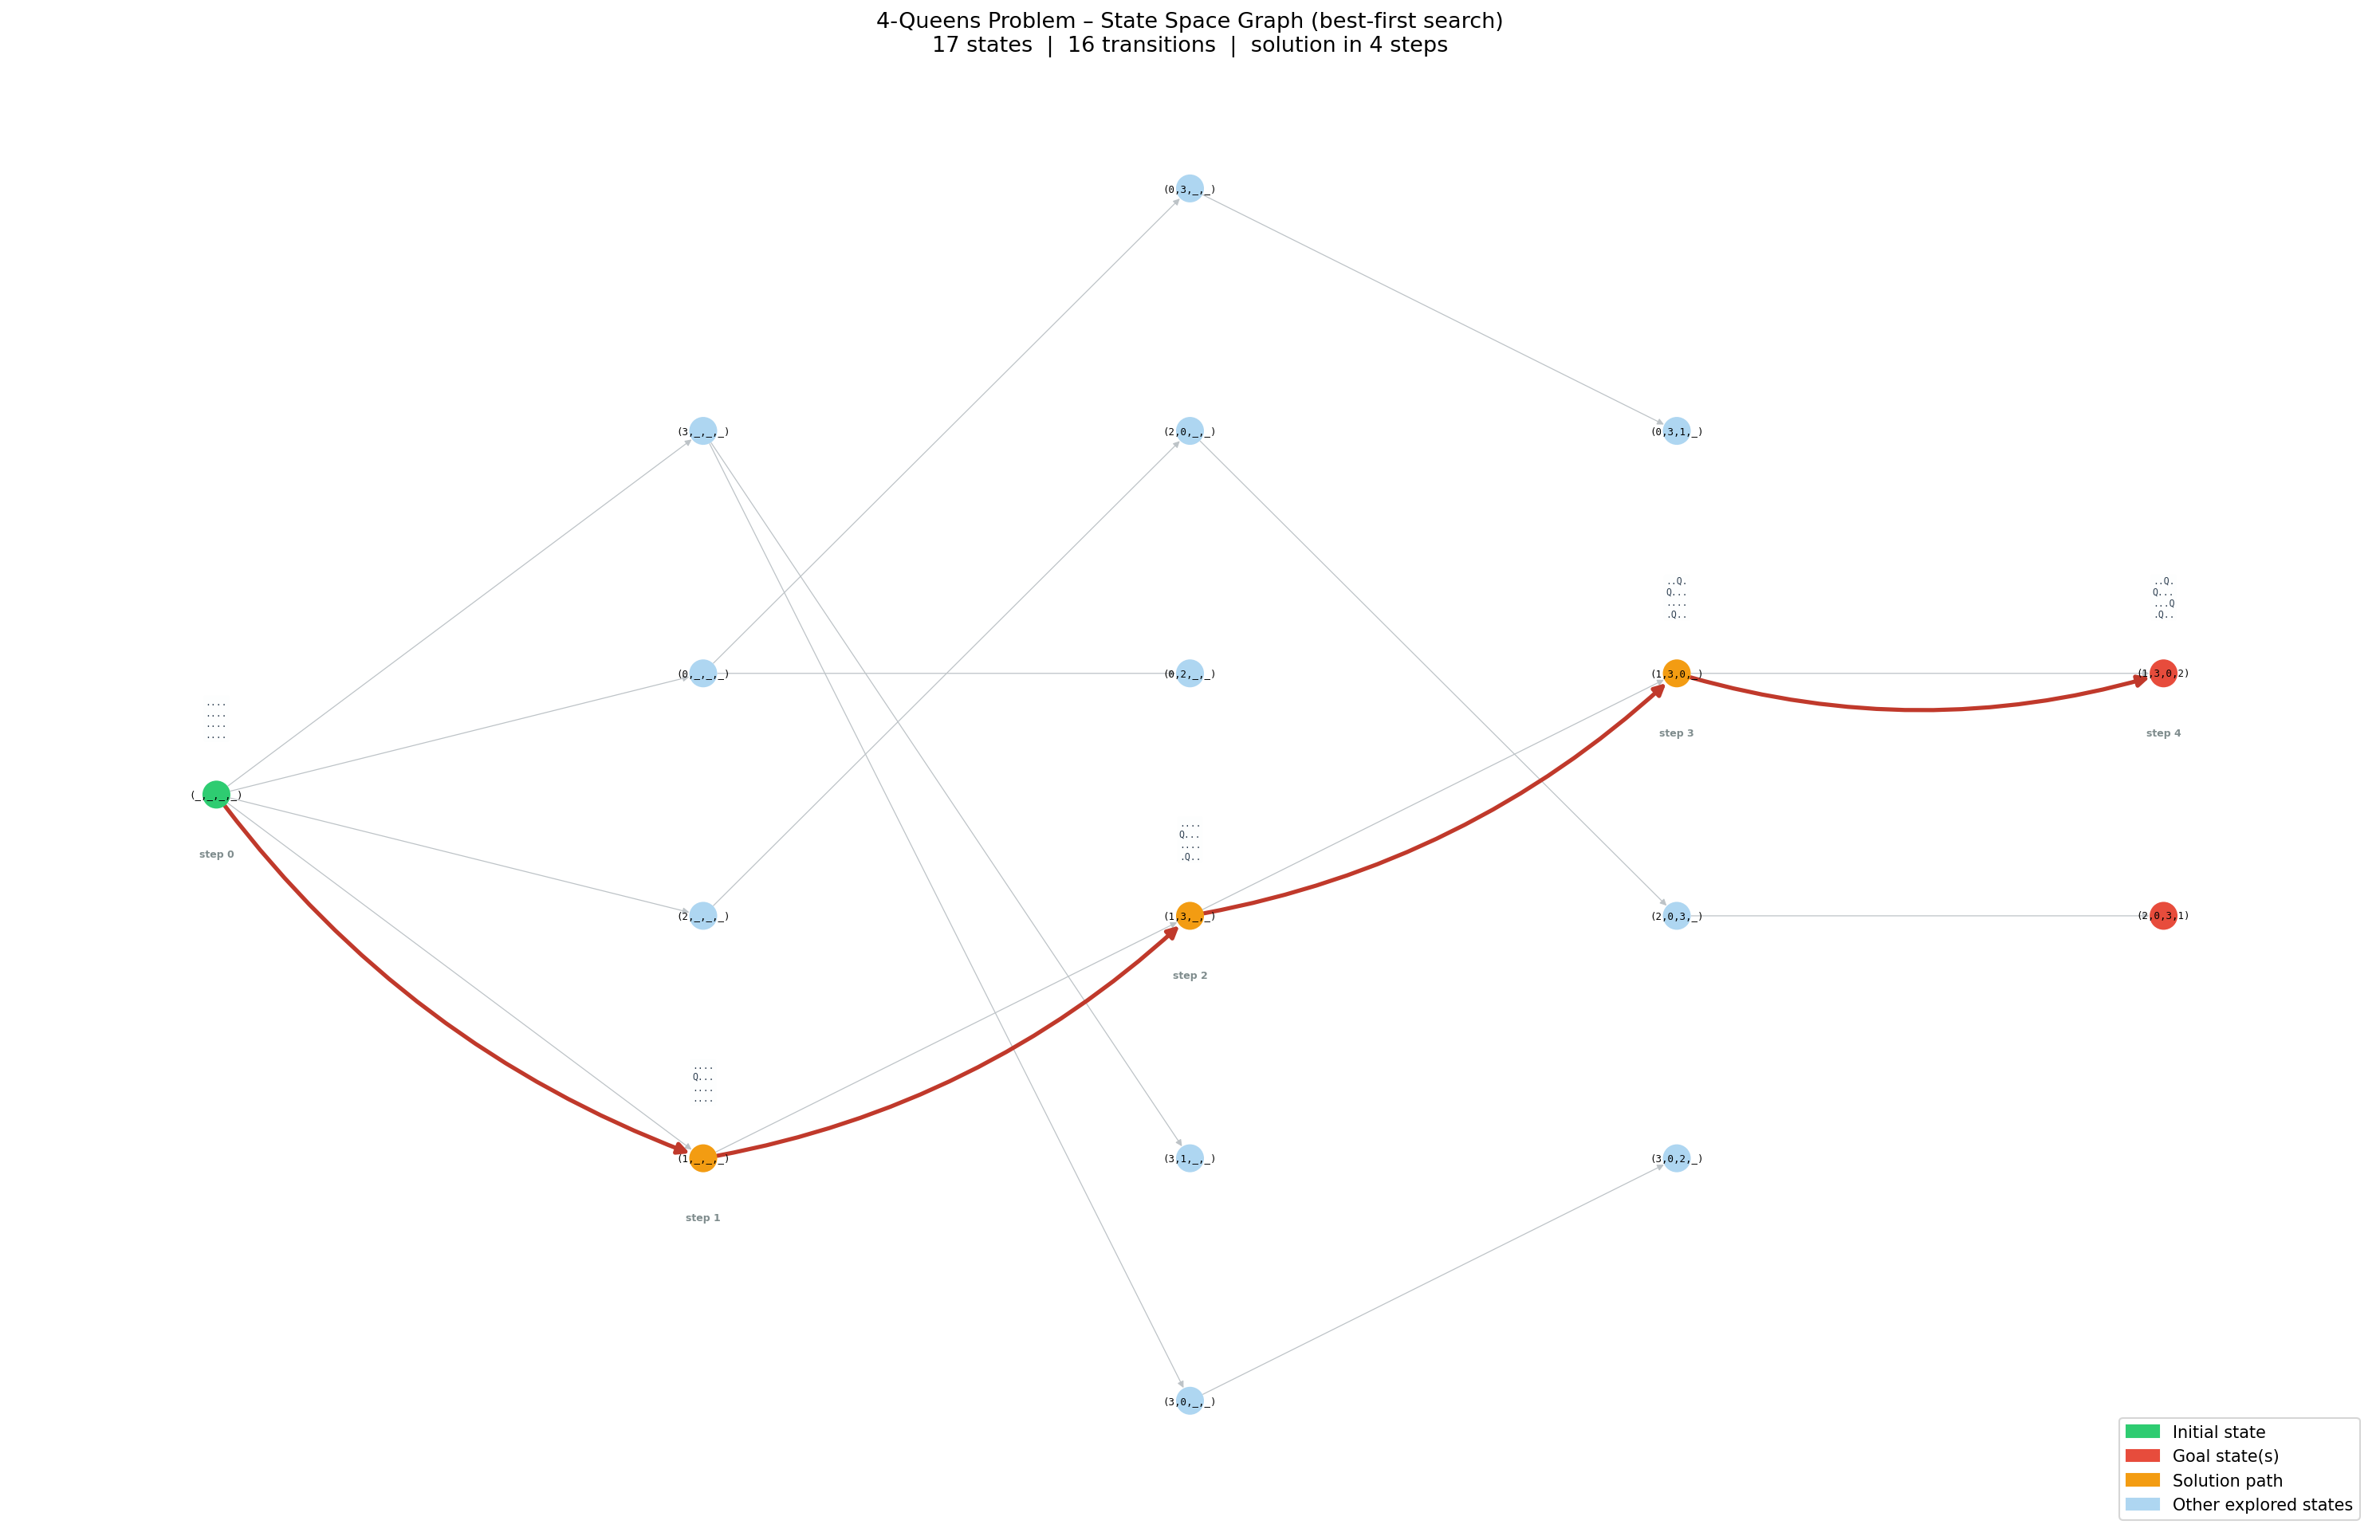 4-Queens Problem – State Space Graph (best-first search)
17 states  |  16 transitions  |  solution in 4 steps
(0,3,_,_)
(3,_,_,_)
(2,0,_,_)
(0,3,1,_)
..Q.
Q...
....
.Q..
..Q.
Q...
...Q
.Q..
(0,_,_,_)
(0,2,_,_)
(1,3,0,_)
(1,3,0,2)
....
....
....
....
step 3
step 4
(_,_,_,_)
....
Q...
....
.Q..
step 0
(2,_,_,_)
(1,3,_,_)
(2,0,3,_)
(2,0,3,1)
step 2
....
Q...
....
....
(1,_,_,_)
(3,1,_,_)
(3,0,2,_)
step 1
(3,0,_,_)
Initial state
Goal state(s)
Solution path
Other explored states